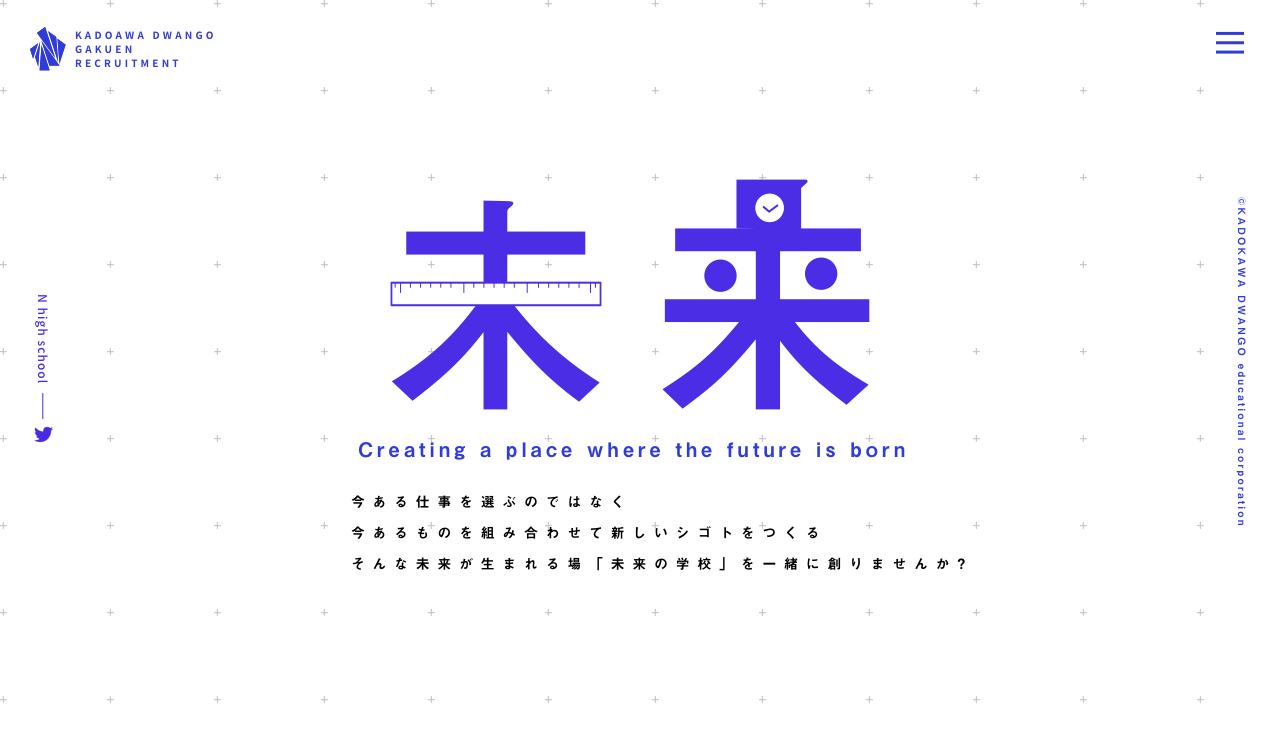 KADOAWA DWANGO
GAKUEN
RECRUITMENT
未来
Creating a place where the future is born
今ある仕事を選ぶのではなく
今あるものを組み合わせて新しいシゴトをつくる
そんな未来が生まれる場「未来の学校」を一緒に創りませんか?
N high school
©KADOKAWA DWANGO educational corporation